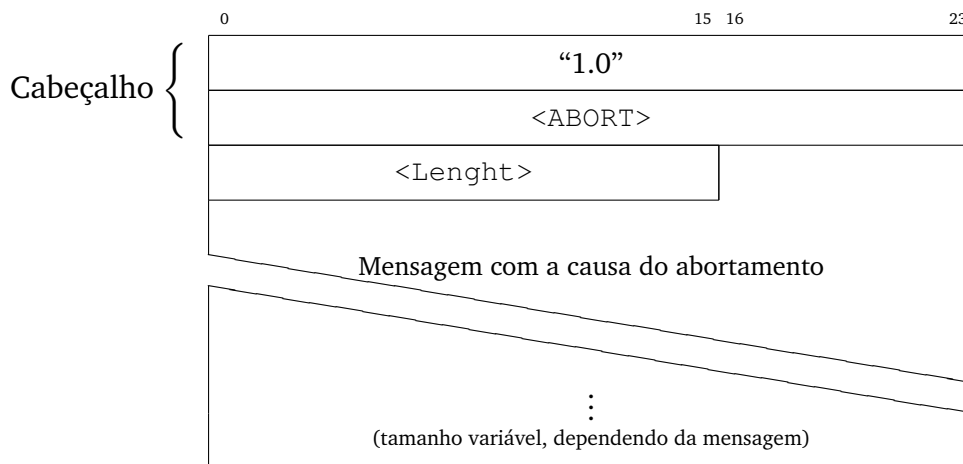 0 15 16 23
“1.0”
Cabeçalho
<ABORT>
<Lenght>
Mensagem com a causa do abortamento
(tamanho variável, dependendo da mensagem)